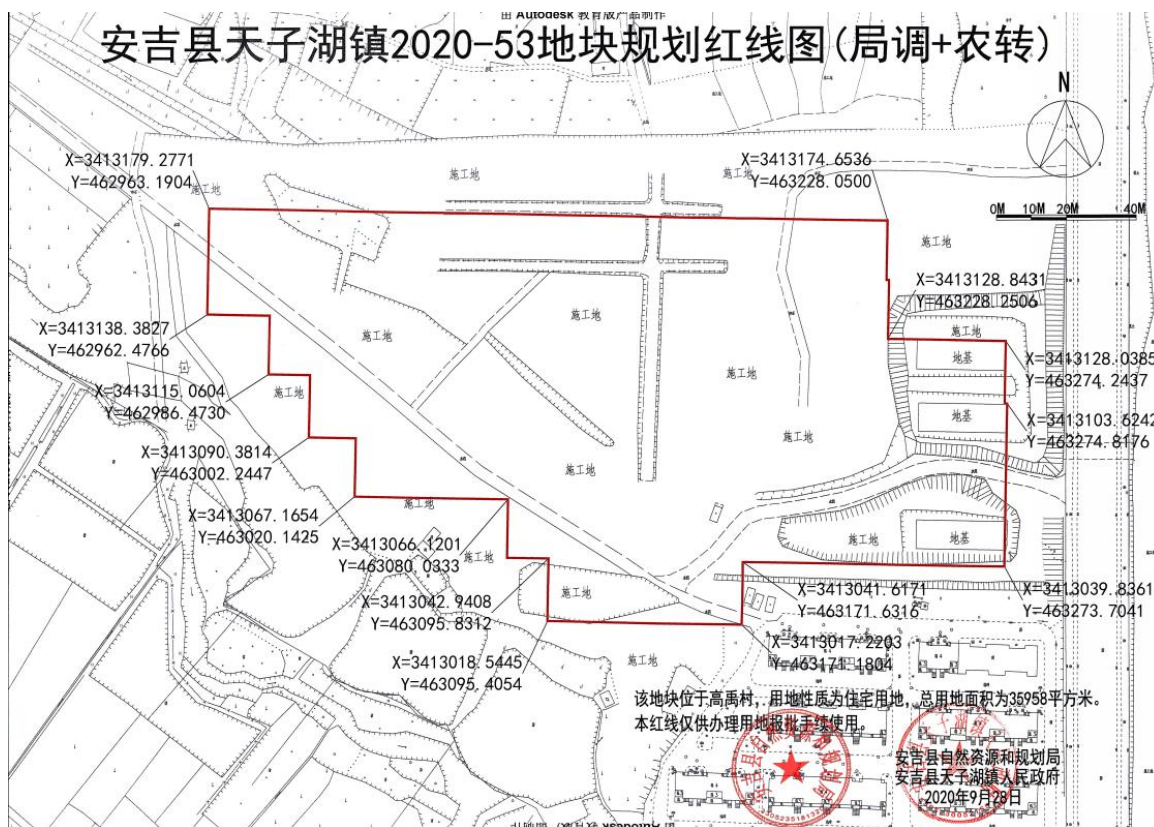 由 Autodesk 教育版产品制作
安吉县天子湖镇2020-53地块规划红线图(局调+农转)
N
0M 10M 20M 40M
X=3413179.2771
Y=462963.1904
X=3413174.6536
Y=463228.0500
施工地
施工地
施工地
施工地
X=3413128.8431
Y=463228.2506
X=3413138.3827
Y=462962.4766
施工地
施工地
施工地
地基
X=3413128.0385
Y=463274.2437
施工地
X=3413115.0604
Y=462986.4730
施工地
地基
X=3413103.6242
Y=463274.8176
施工地
X=3413090.3814
Y=463002.2447
施工地
X=3413067.1654
Y=463020.1425
施工地
X=3413066.1201
Y=463080.0333
施工地
施工地
地基
X=3413042.9408
Y=463095.8312
施工地
X=3413041.6171
Y=463171.6316
X=3413039.8361
Y=463273.7041
X=3413017.2203
Y=463171.1804
X=3413018.5445
Y=463095.4054
施工地
该地块位于高禹村，用地性质为住宅用地，总用地面积为35958平方米。
本红线仅供办理用地报批手续使用。
安吉县自然资源和规划局
安吉县天子湖镇人民政府
2020年9月28日